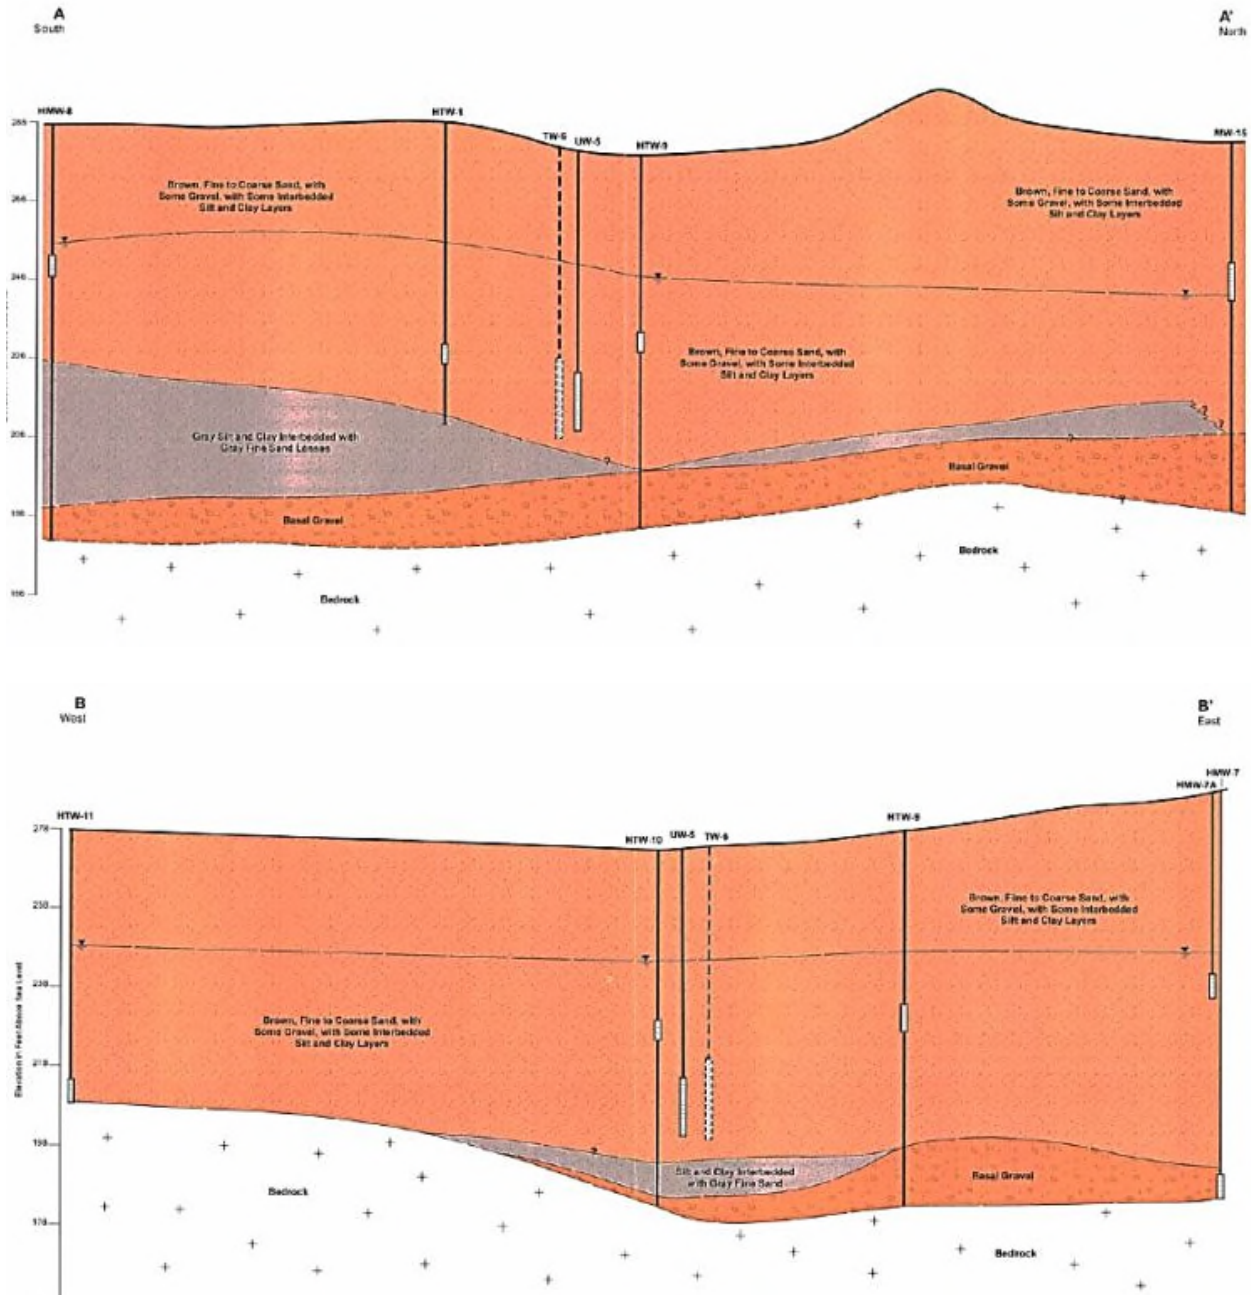 A
South
A'
North
HMW-8
HTW-1
TW-6
UW-5
HTW-9
MW-15
Brown, Fine to Coarse Sand, with
Some Gravel, with Some Interbedded
Silt and Clay Layers
Brown, Fine to Coarse Sand, with
Some Gravel, with Some Interbedded
Silt and Clay Layers
240
Brown, Fine to Coarse Sand, with
Some Gravel, with Some Interbedded
Silt and Clay Layers
Gray Silt and Clay Interbedded with
Gray Fine Sand Lenses
?
?
?
?
Basal Gravel
Basal Gravel
Bedrock
Bedrock
B
West
B'
East
HMW-7
HMW-7A
HTW-11
HTW-10
UW-5
TW-6
HTW-9
270
250
230
210
190
170
Elevation in Feet Above Sea Level
Brown, Fine to Coarse Sand, with
Some Gravel, with Some Interbedded
Silt and Clay Layers
Brown, Fine to Coarse Sand, with
Some Gravel, with Some Interbedded
Silt and Clay Layers
?
Silt and Clay Interbedded
with Gray Fine Sand
Basal Gravel
Bedrock
Bedrock